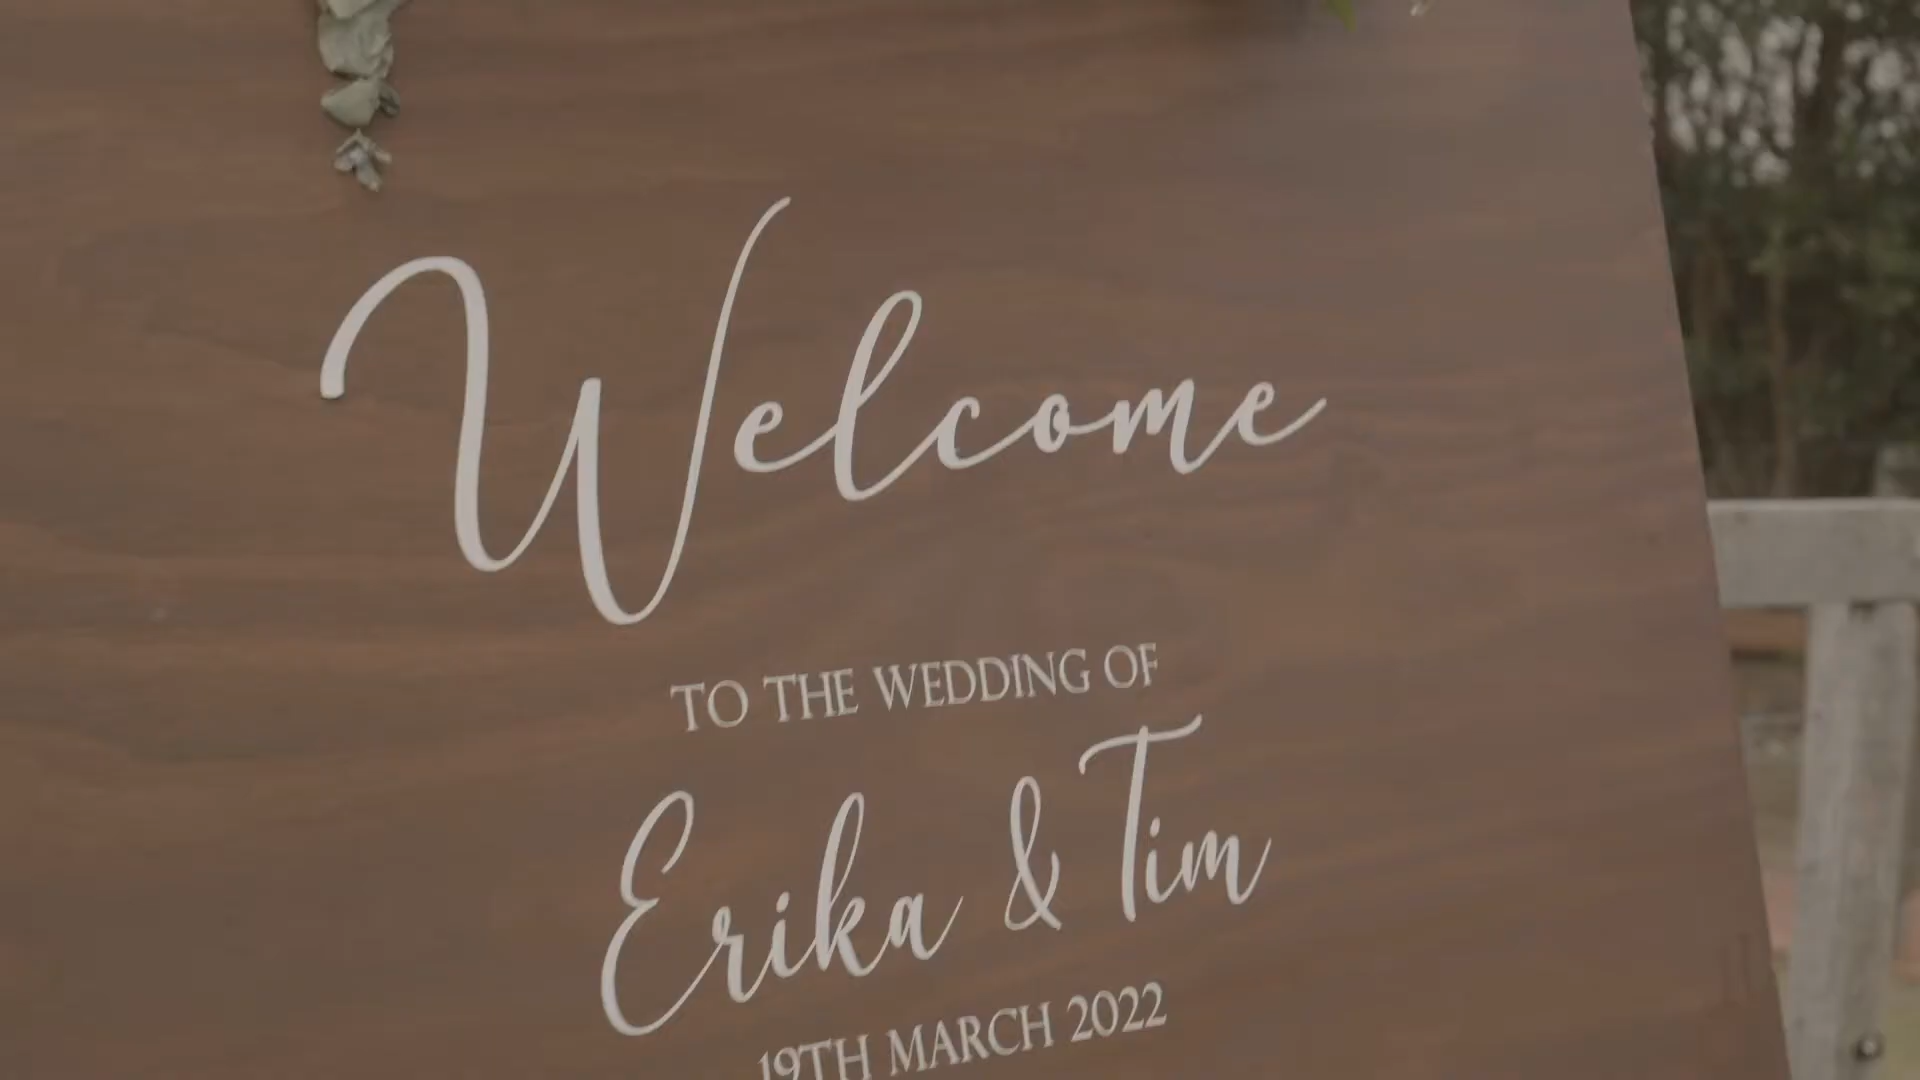 Welcome
TO THE WEDDING OF
Erika & Tim
19TH MARCH 2022